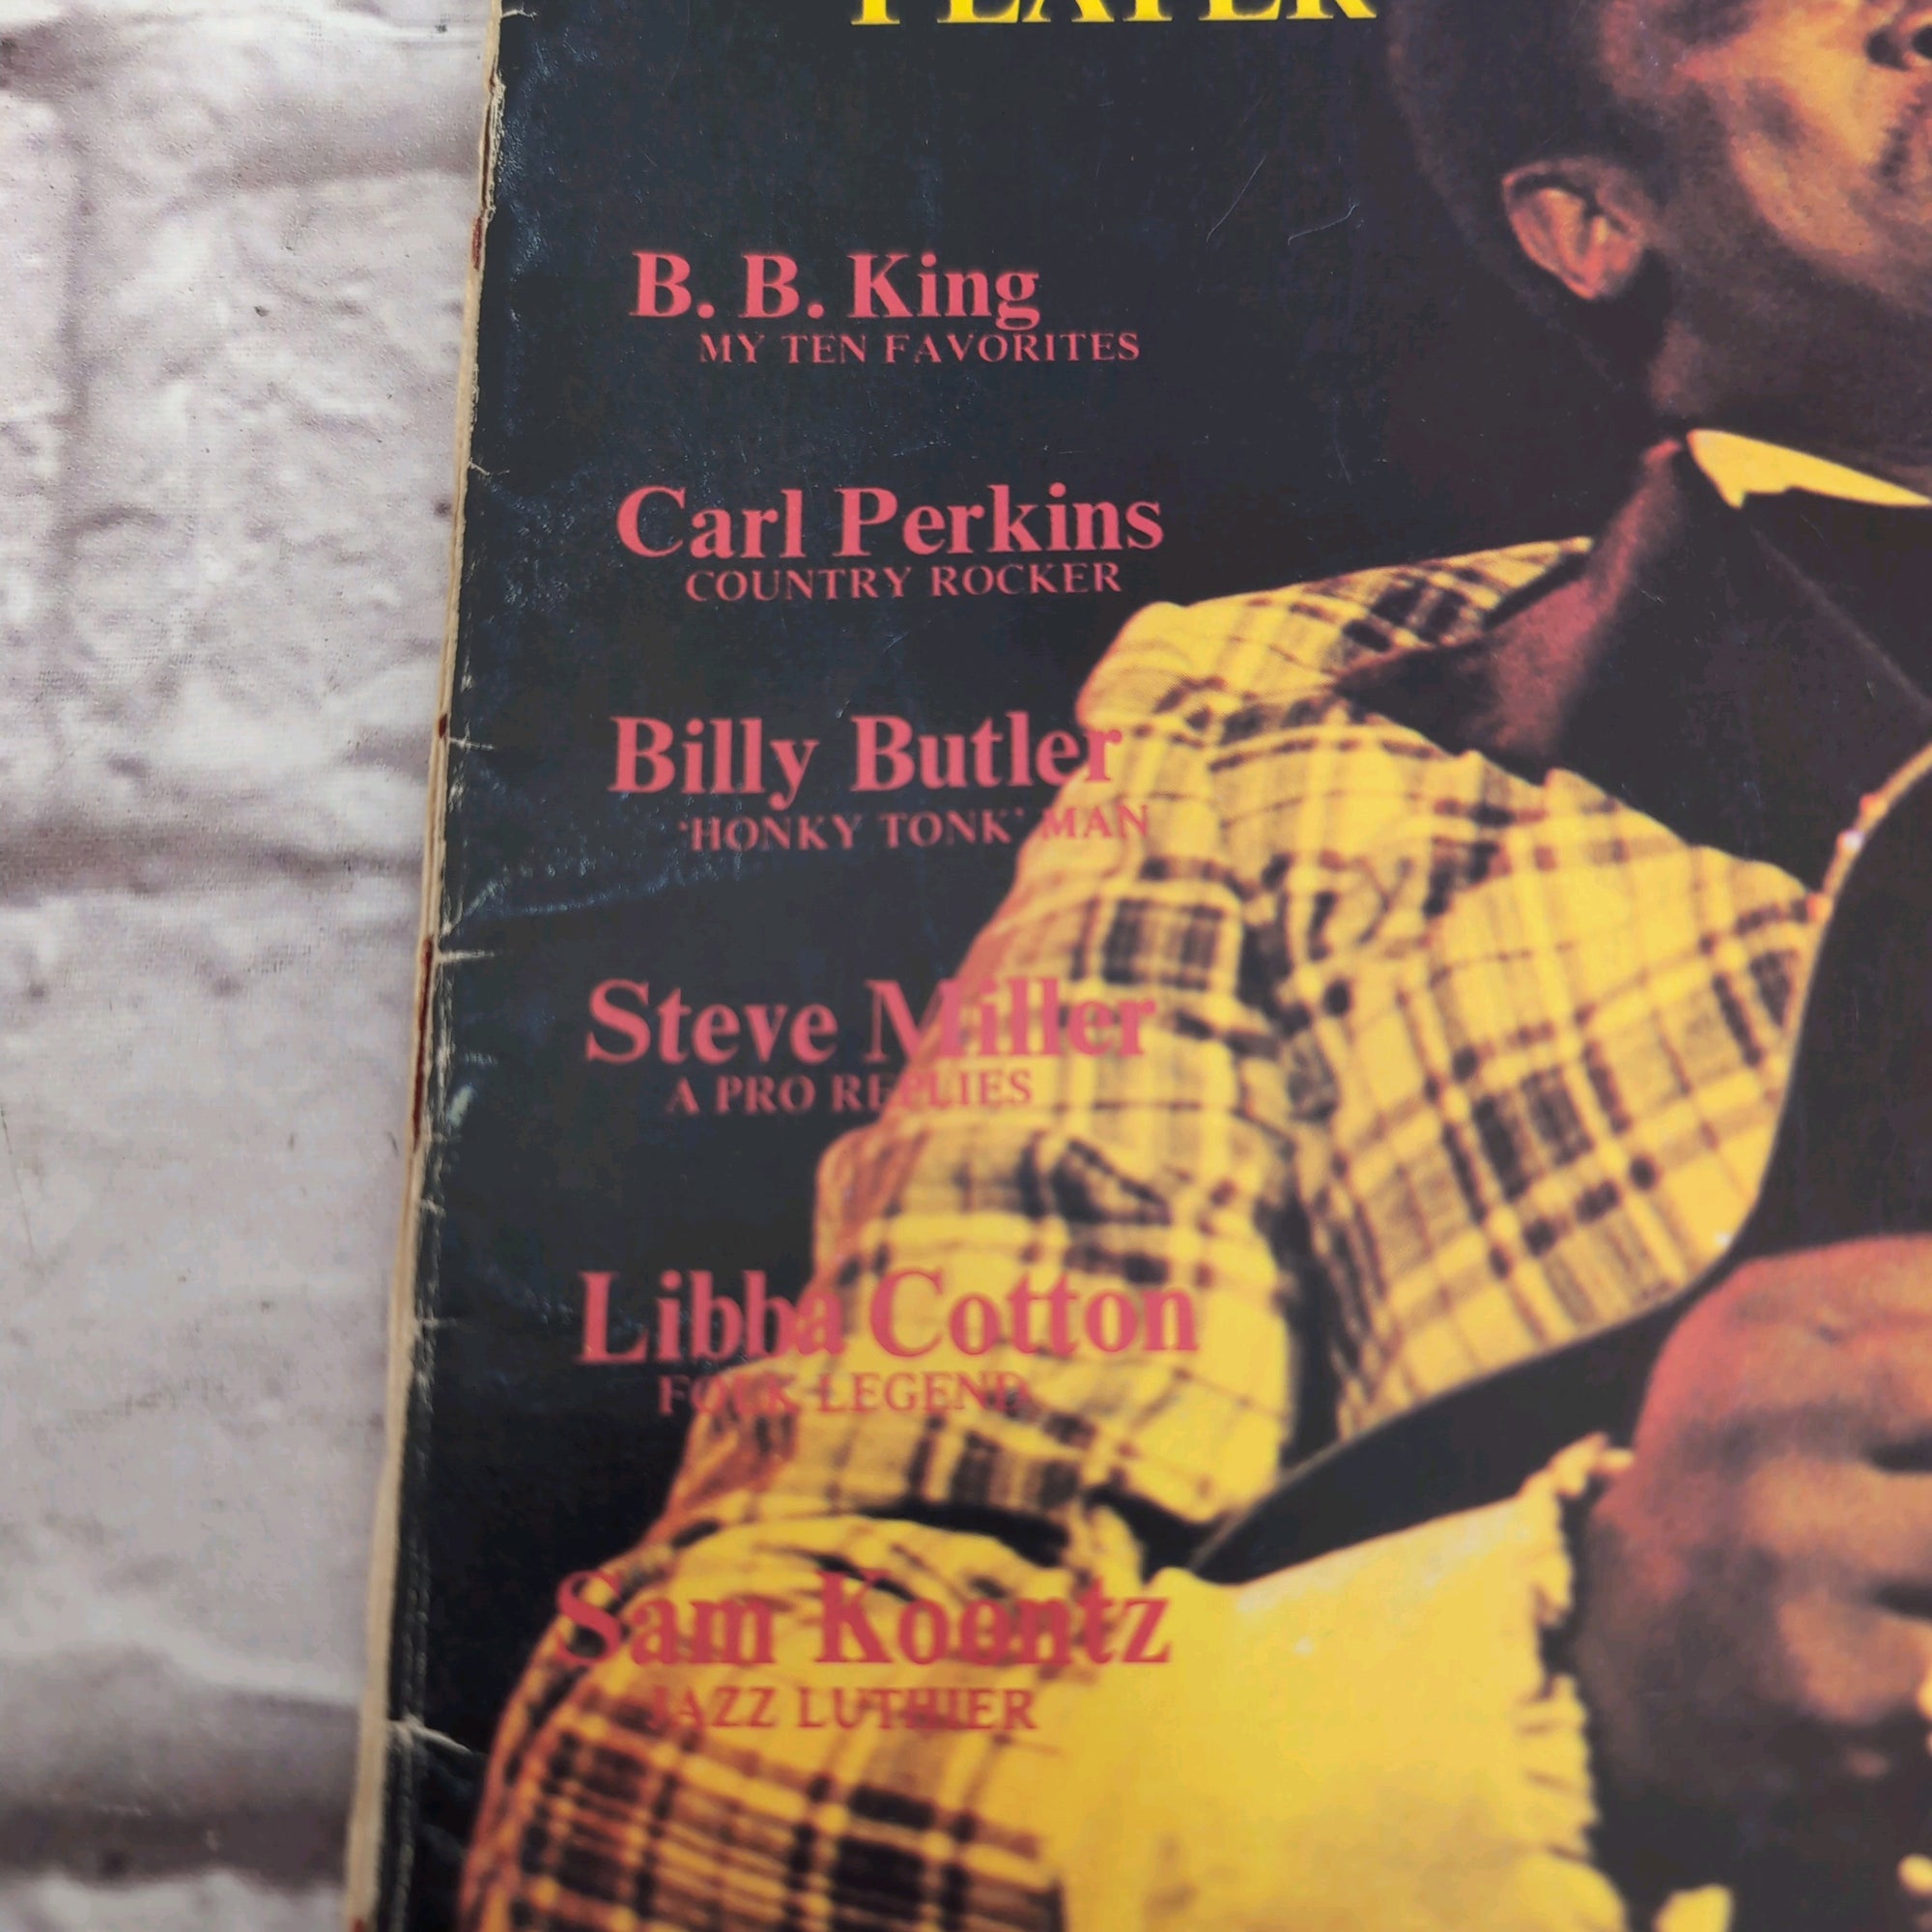 PLAYER
B. B. King
MY TEN FAVORITES
Carl Perkins
COUNTRY ROCKER
Billy Butler
'HONKY TONK' MAN
Steve Miller
A PRO REPLIES
Libba Cotton
FOLK LEGEND
Sam Koontz
JAZZ LUTHIER